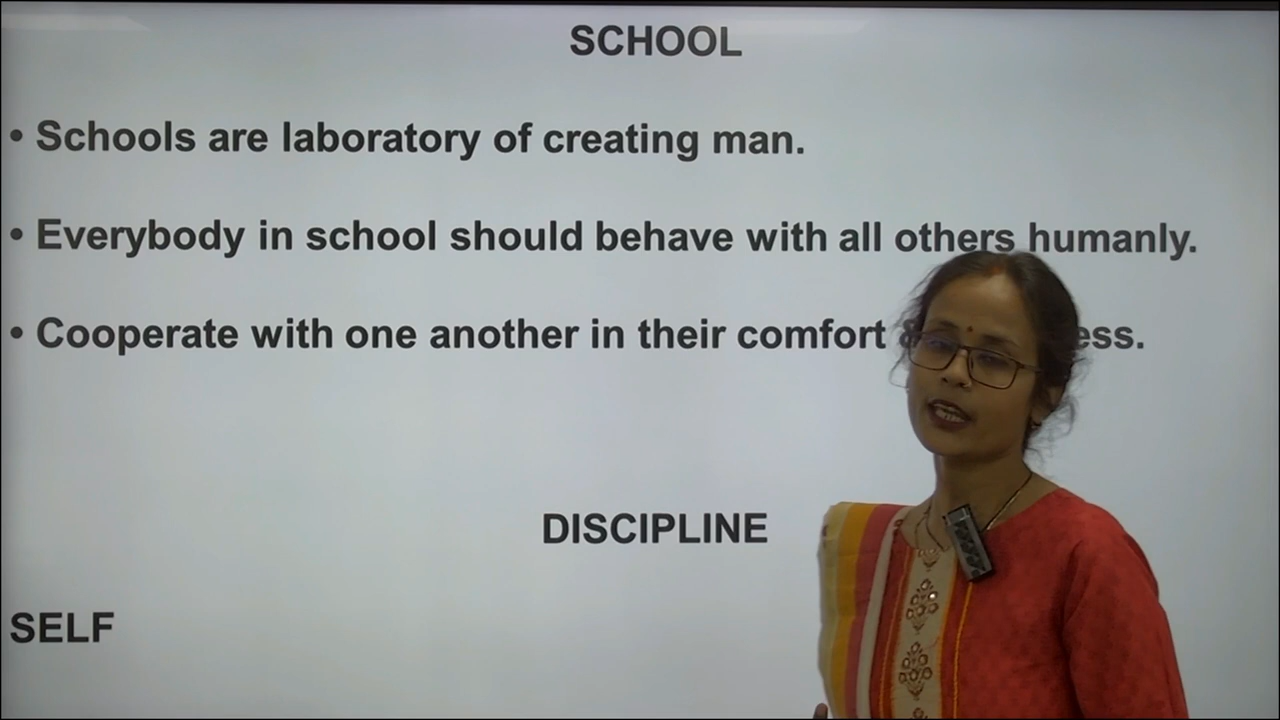 SCHOOL
• Schools are laboratory of creating man.
• Everybody in school should behave with all others humanly.
• Cooperate with one another in their comfort
DISCIPLINE
SELF